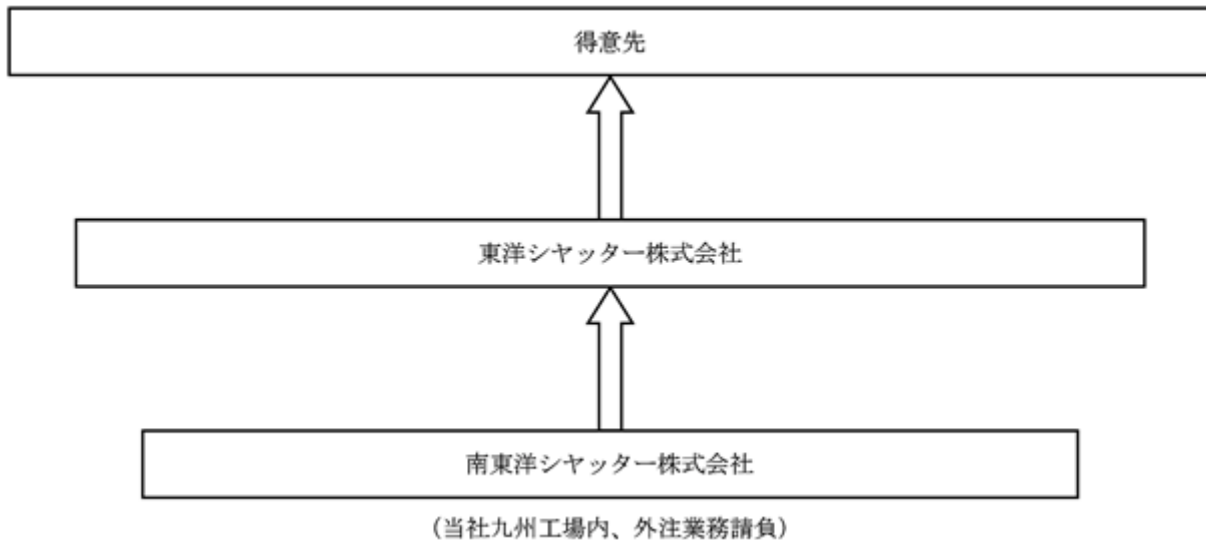 得意先
東洋シヤッター株式会社
南東洋シヤッター株式会社
（当社九州工場内、外注業務請負）